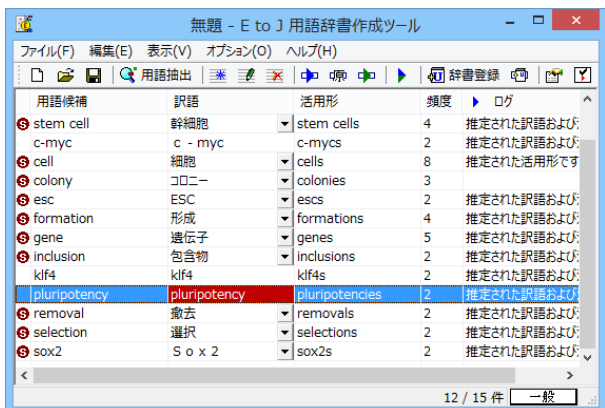 無題 - E to J 用語辞書作成ツール
ファイル(F) 編集(E) 表示(V) オプション(O) ヘルプ(H)
用語抽出 辞書登録
用語候補 訳語 活用形 頻度 ログ
stem cell 幹細胞 stem cells 4 推定された訳語および
c-myc ｃ - myc c-mycs 2 推定された訳語および
cell 細胞 cells 8 推定された活用形です
colony コロニー colonies 3
esc ESC escs 2 推定された訳語および
formation 形成 formations 4 推定された訳語および
gene 遺伝子 genes 5 推定された訳語および
inclusion 包含物 inclusions 2 推定された訳語および
klf4 klf4 klf4s 2 推定された訳語および
pluripotency pluripotency pluripotencies 2 推定された訳語および
removal 撤去 removals 2 推定された訳語および
selection 選択 selections 2 推定された訳語および
sox2 Ｓｏｘ２ sox2s 2 推定された訳語および
12 / 15 件 一般